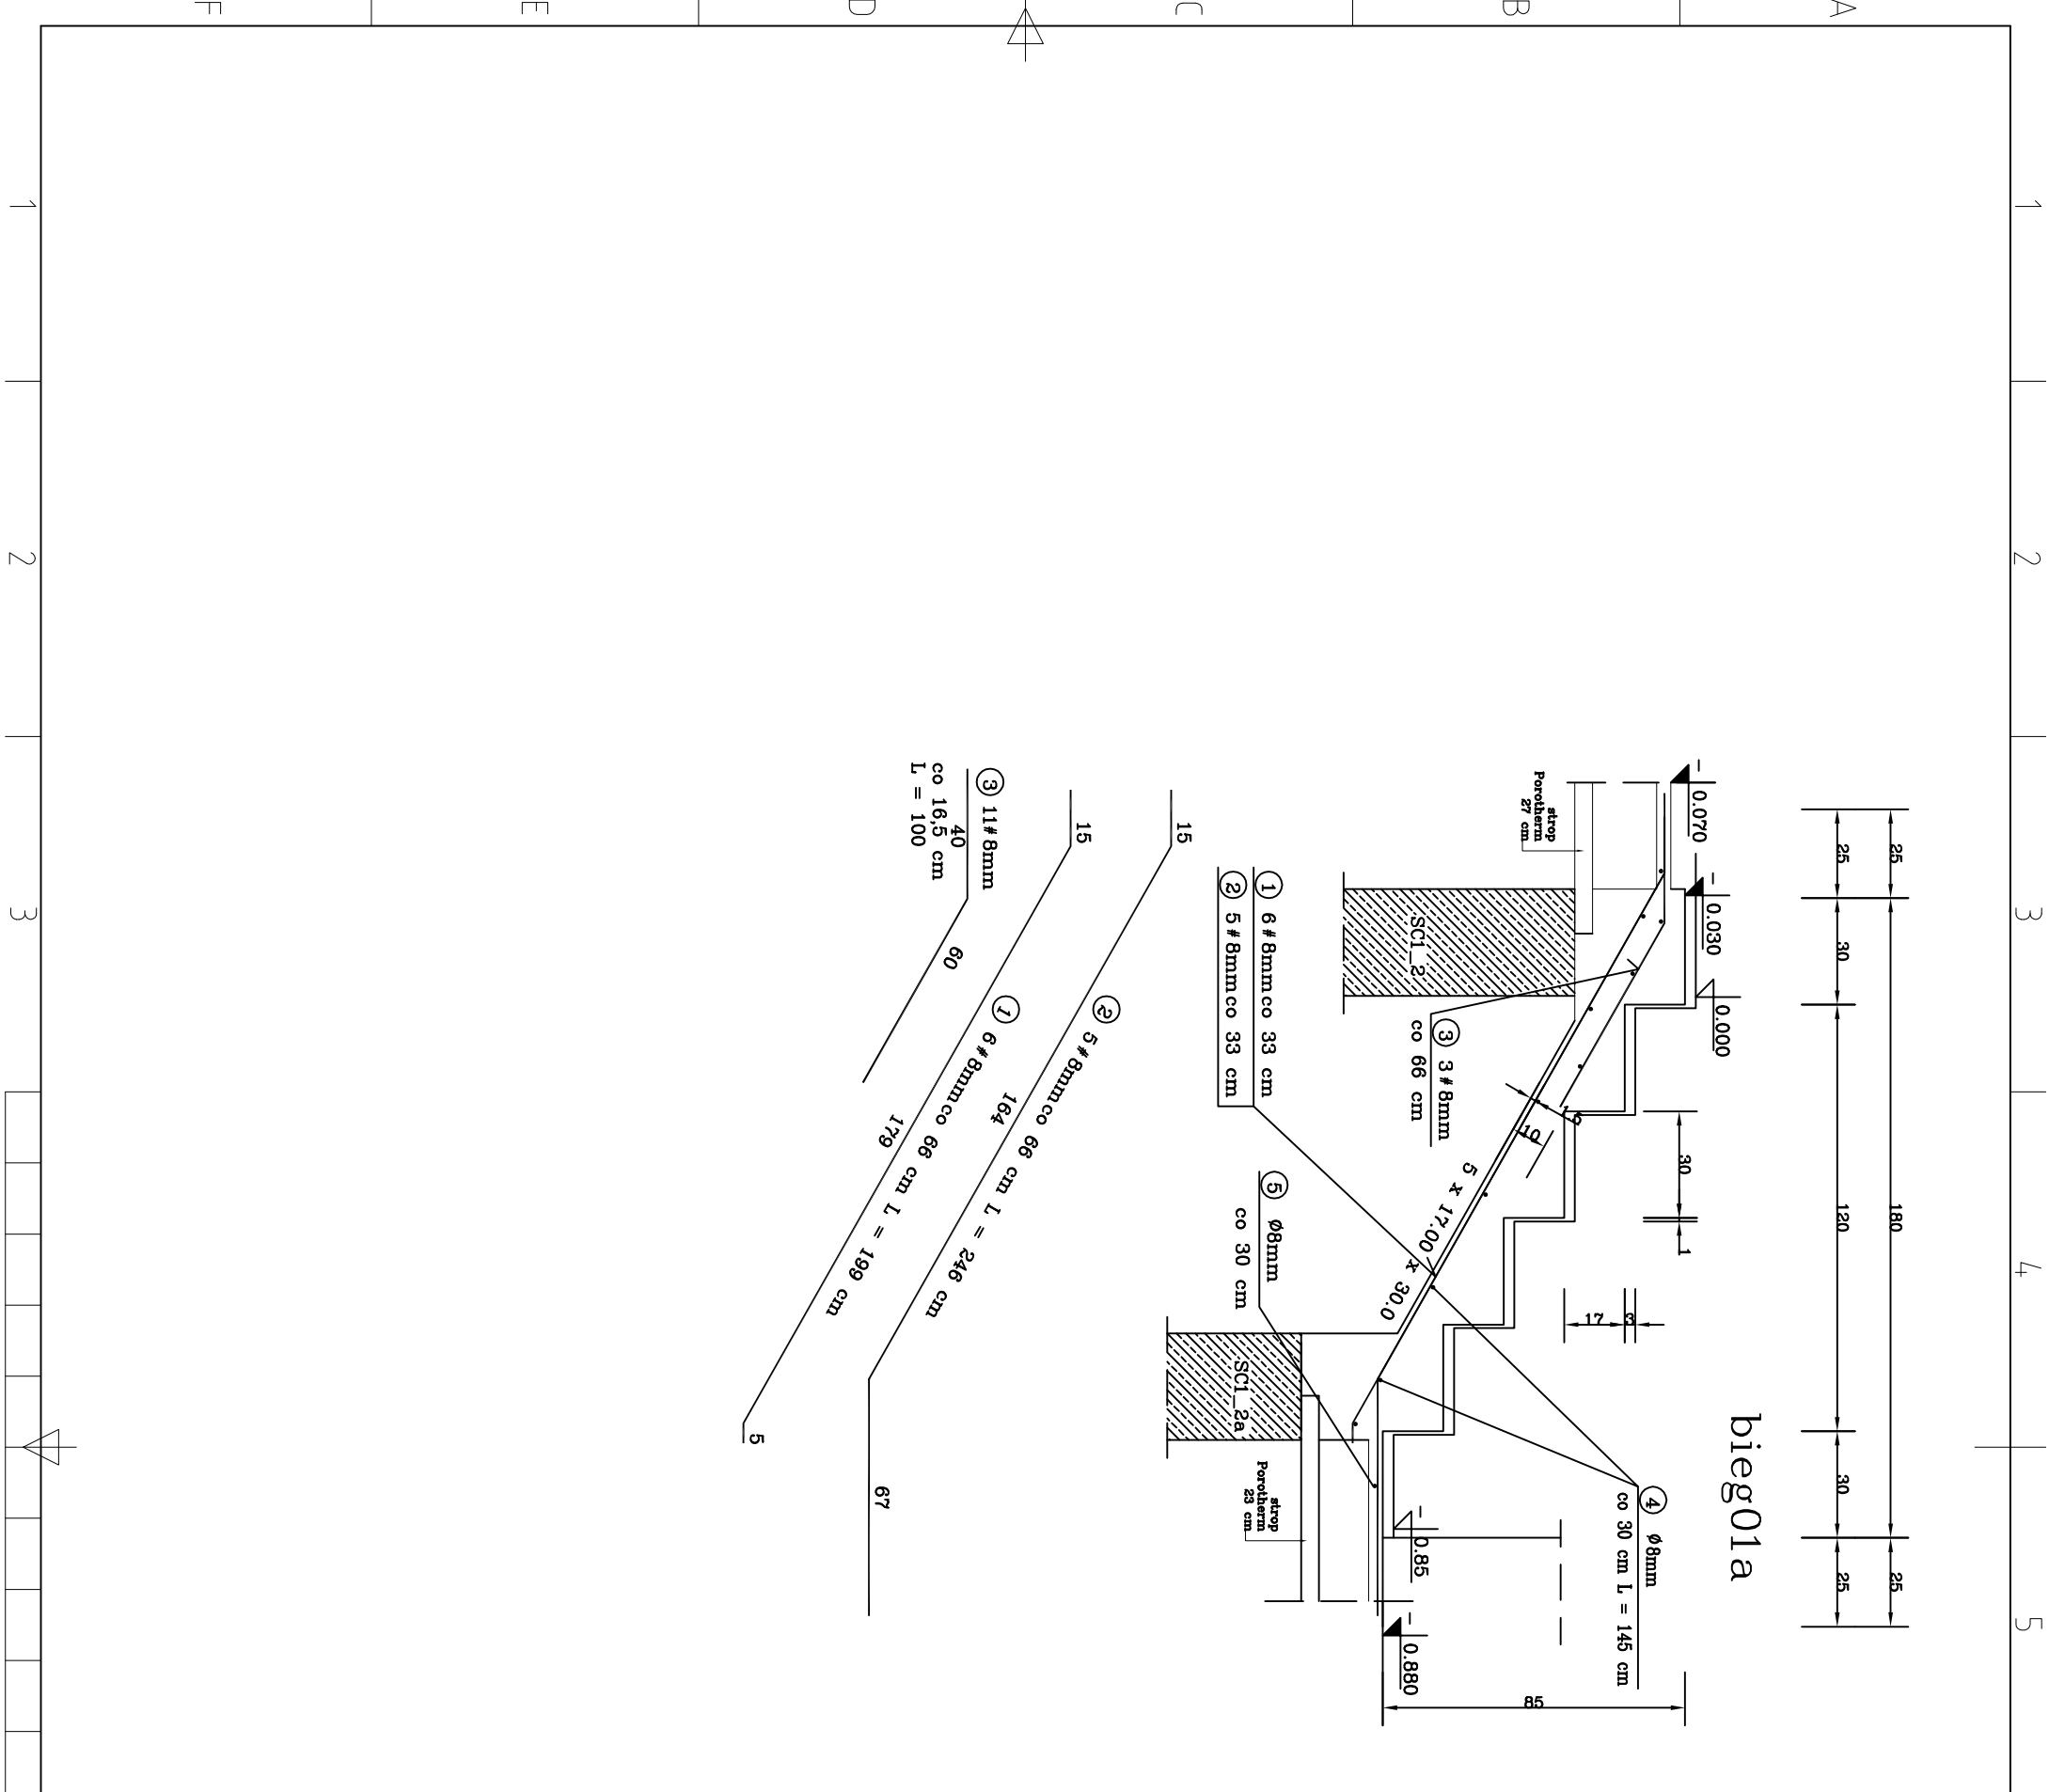 A
B
C
D
E
F
1
2
3
4
5
1
2
3
bieg01a
25
180
25
25
30
120
30
25
-
0.070
-
0.030
0.000
30
1
17
3
85
1.5
10
5 x 17.00 x 30.0
strop
Porotherm
27 cm
SC1_2
3 3#8mm
co 66 cm
1 6#8mm co 33 cm
2 5#8mm co 33 cm
5 Ø8mm
co 30 cm
SC1_2a
strop
Porotherm
23 cm
4 Ø8mm
co 30 cm L = 145 cm
-
0.85
-
0.880
15
2 5#8mm co 66 cm L = 246 cm
164
67
15
1 6#8mm co 66 cm L = 199 cm
179
5
3 11#8mm
40
co 16,5 cm
L = 100
60